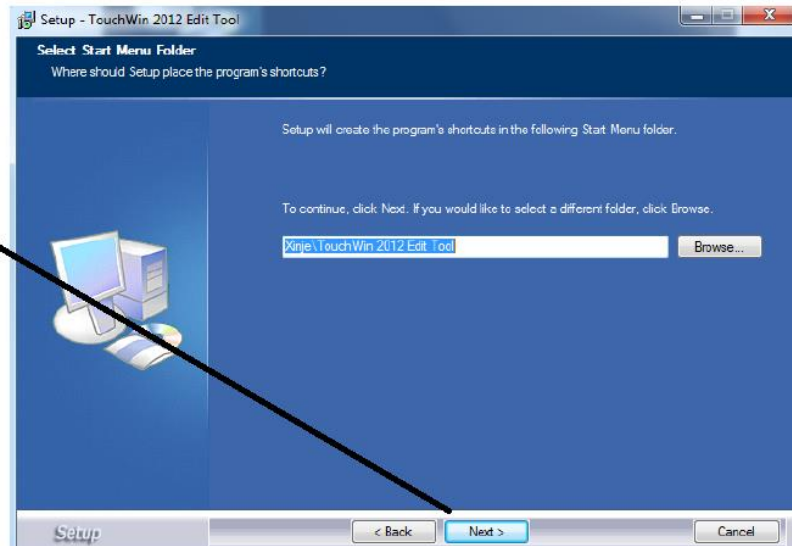 Setup - TouchWin 2012 Edit Tool
Select Start Menu Folder
Where should Setup place the program's shortcuts?
Setup will create the program's shortcuts in the following Start Menu folder.
To continue, click Next. If you would like to select a different folder, click Browse.
Xinje\TouchWin 2012 Edit Tool
Browse...
Setup
< Back
Next >
Cancel